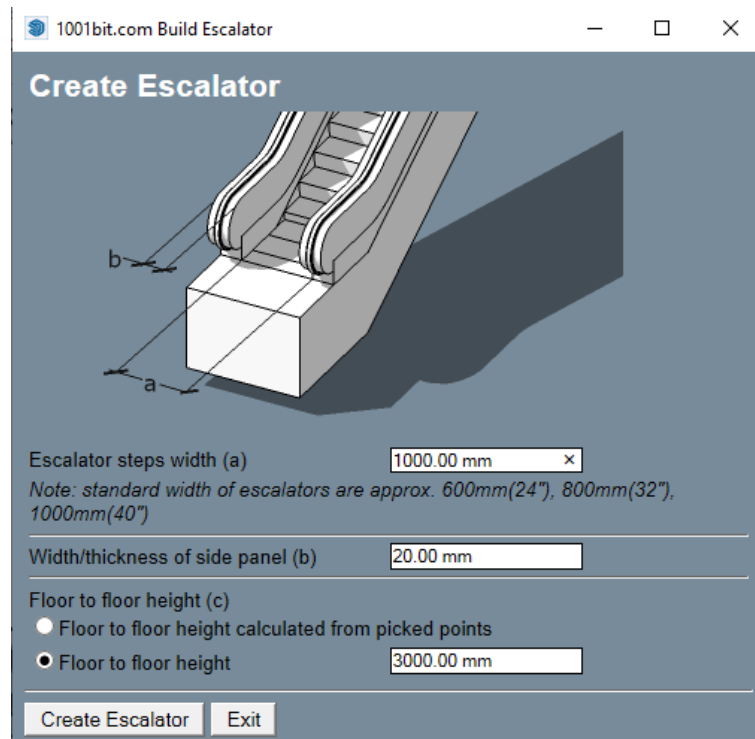 1001bit.com Build Escalator
Create Escalator
b
a
Escalator steps width (a)
1000.00 mm
Note: standard width of escalators are approx. 600mm(24"), 800mm(32"),
1000mm(40")
Width/thickness of side panel (b)
20.00 mm
Floor to floor height (c)
Floor to floor height calculated from picked points
Floor to floor height
3000.00 mm
Create Escalator
Exit